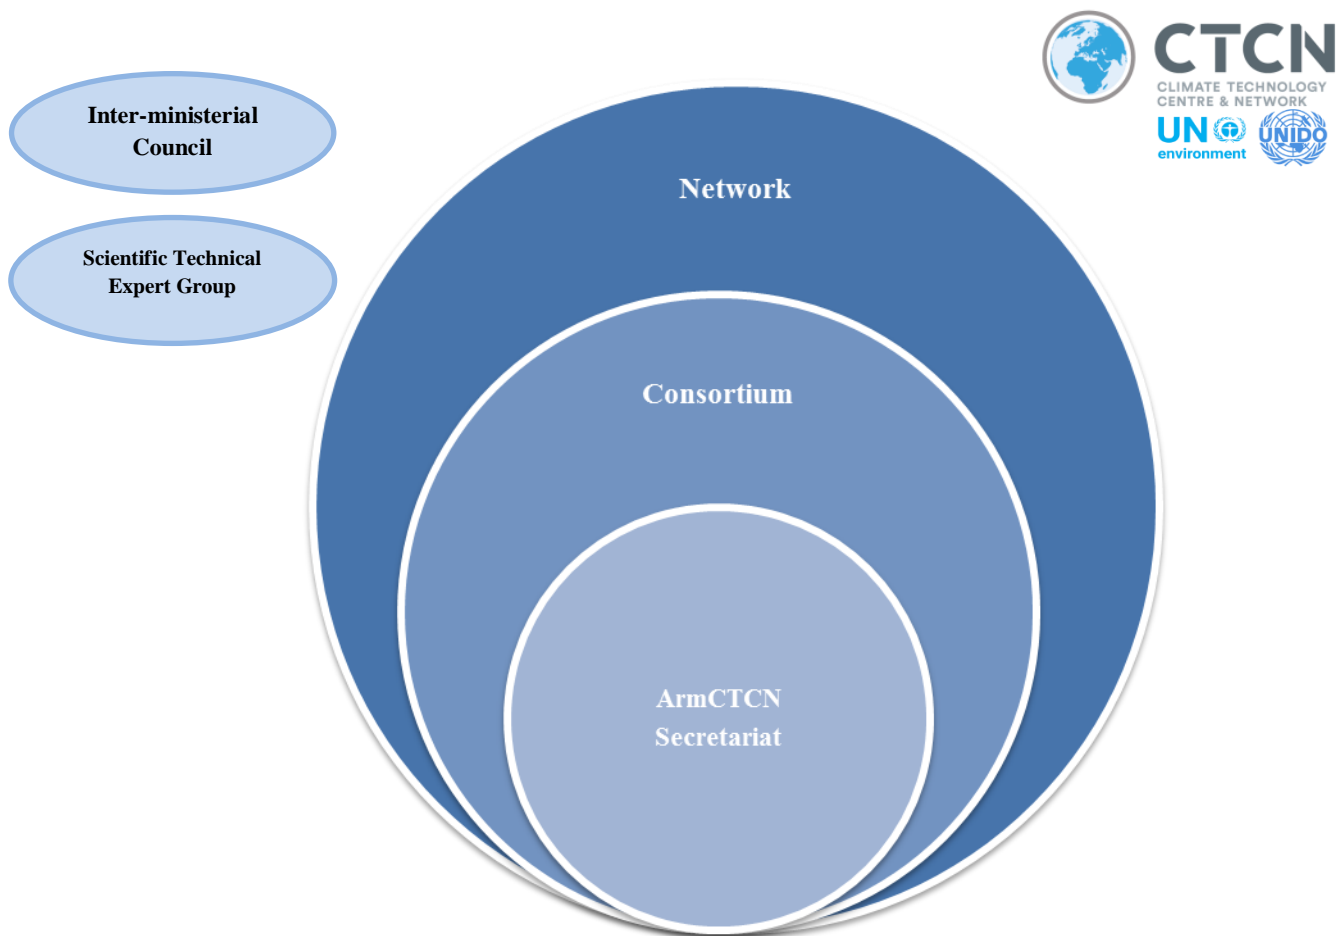 CTCN
CLIMATE TECHNOLOGY
CENTRE & NETWORK
UN
environment
UNIDO
Inter-ministerial
Council
Scientific Technical
Expert Group
Network
Consortium
ArmCTCN
Secretariat